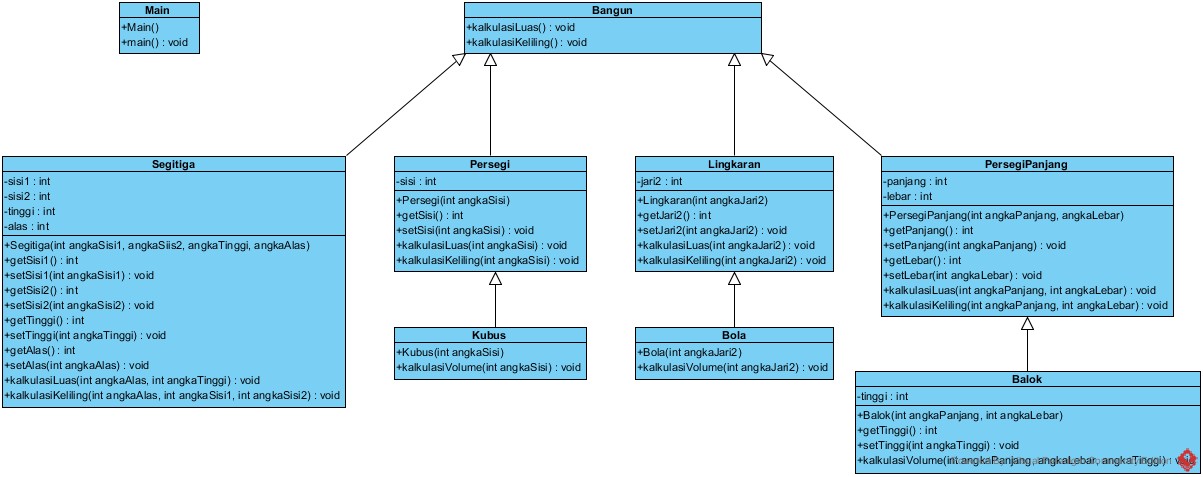 Main
+Main()
+main() : void
Bangun
+kalkulasiLuas() : void
+kalkulasiKeliling() : void
Segitiga
-sisi1 : int
-sisi2 : int
-tinggi : int
-alas : int
+Segitiga(int angkaSisi1, angkaSiis2, angkaTinggi, angkaAlas)
+getSisi1() : int
+setSisi1(int angkaSisi1) : void
+getSisi2() : int
+setSisi2(int angkaSisi2) : void
+getTinggi() : int
+setTinggi(int angkaTinggi) : void
+getAlas() : int
+setAlas(int angkaAlas) : void
+kalkulasiLuas(int angkaAlas, int angkaTinggi) : void
+kalkulasiKeliling(int angkaAlas, int angkaSisi1, int angkaSisi2) : void
Persegi
-sisi : int
+Persegi(int angkaSisi)
+getSisi() : int
+setSisi(int angkaSisi) : void
+kalkulasiLuas(int angkaSisi) : void
+kalkulasiKeliling(int angkaSisi) : void
Lingkaran
-jari2 : int
+Lingkaran(int angkaJari2)
+getJari2() : int
+setJari2(int angkaJari2) : void
+kalkulasiLuas(int angkaJari2) : void
+kalkulasiKeliling(int angkaJari2) : void
PersegiPanjang
-panjang : int
-lebar : int
+PersegiPanjang(int angkaPanjang, angkaLebar)
+getPanjang() : int
+setPanjang(int angkaPanjang) : void
+getLebar() : int
+setLebar(int angkaLebar) : void
+kalkulasiLuas(int angkaPanjang, int angkaLebar) : void
+kalkulasiKeliling(int angkaPanjang, int angkaLebar) : void
Kubus
+Kubus(int angkaSisi)
+kalkulasiVolume(int angkaSisi) : void
Bola
+Bola(int angkaJari2)
+kalkulasiVolume(int angkaJari2) : void
Balok
-tinggi : int
+Balok(int angkaPanjang, int angkaLebar)
+getTinggi() : int
+setTinggi(int angkaTinggi) : void
+kalkulasiVolume(int angkaPanjang, angkaLebar, angkaTinggi) :